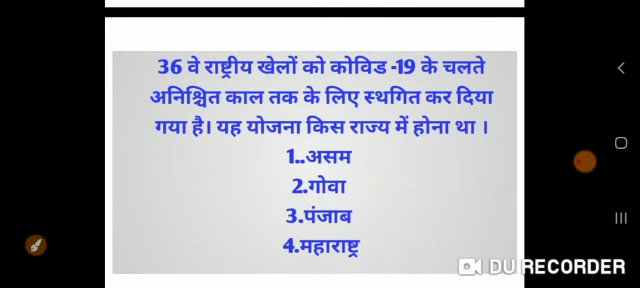 36 वे राष्ट्रीय खेलों को कोविड -19 के चलते
अनिश्चित काल तक के लिए स्थगित कर दिया
गया है। यह योजना किस राज्य में होना था ।
1..असम
2.गोवा
3.पंजाब
4.महाराष्ट्र
DU RECORDER